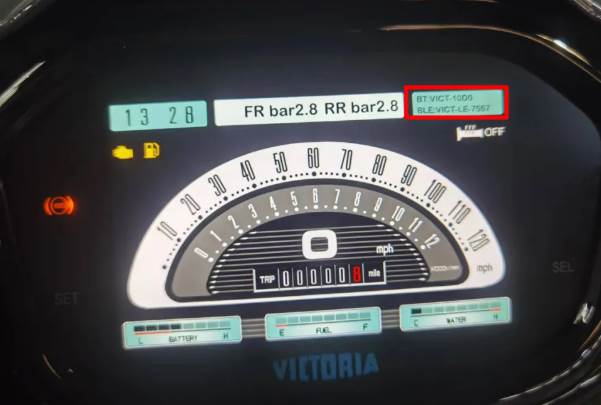 13 28
FR bar2.8 RR bar2.8
BT:VICT-10D0
BLE:VICT-LE-7567
OFF
0 10 20 30 40 50 60 70 80 90 100 110 120
0 1 2 3 4 5 6 7 8 9 10 11 12
0 mph
mph
TRIP 000008 mile
SET
SEL
N
L BATTERY H
E FUEL F
C WATER H
VICTORIA